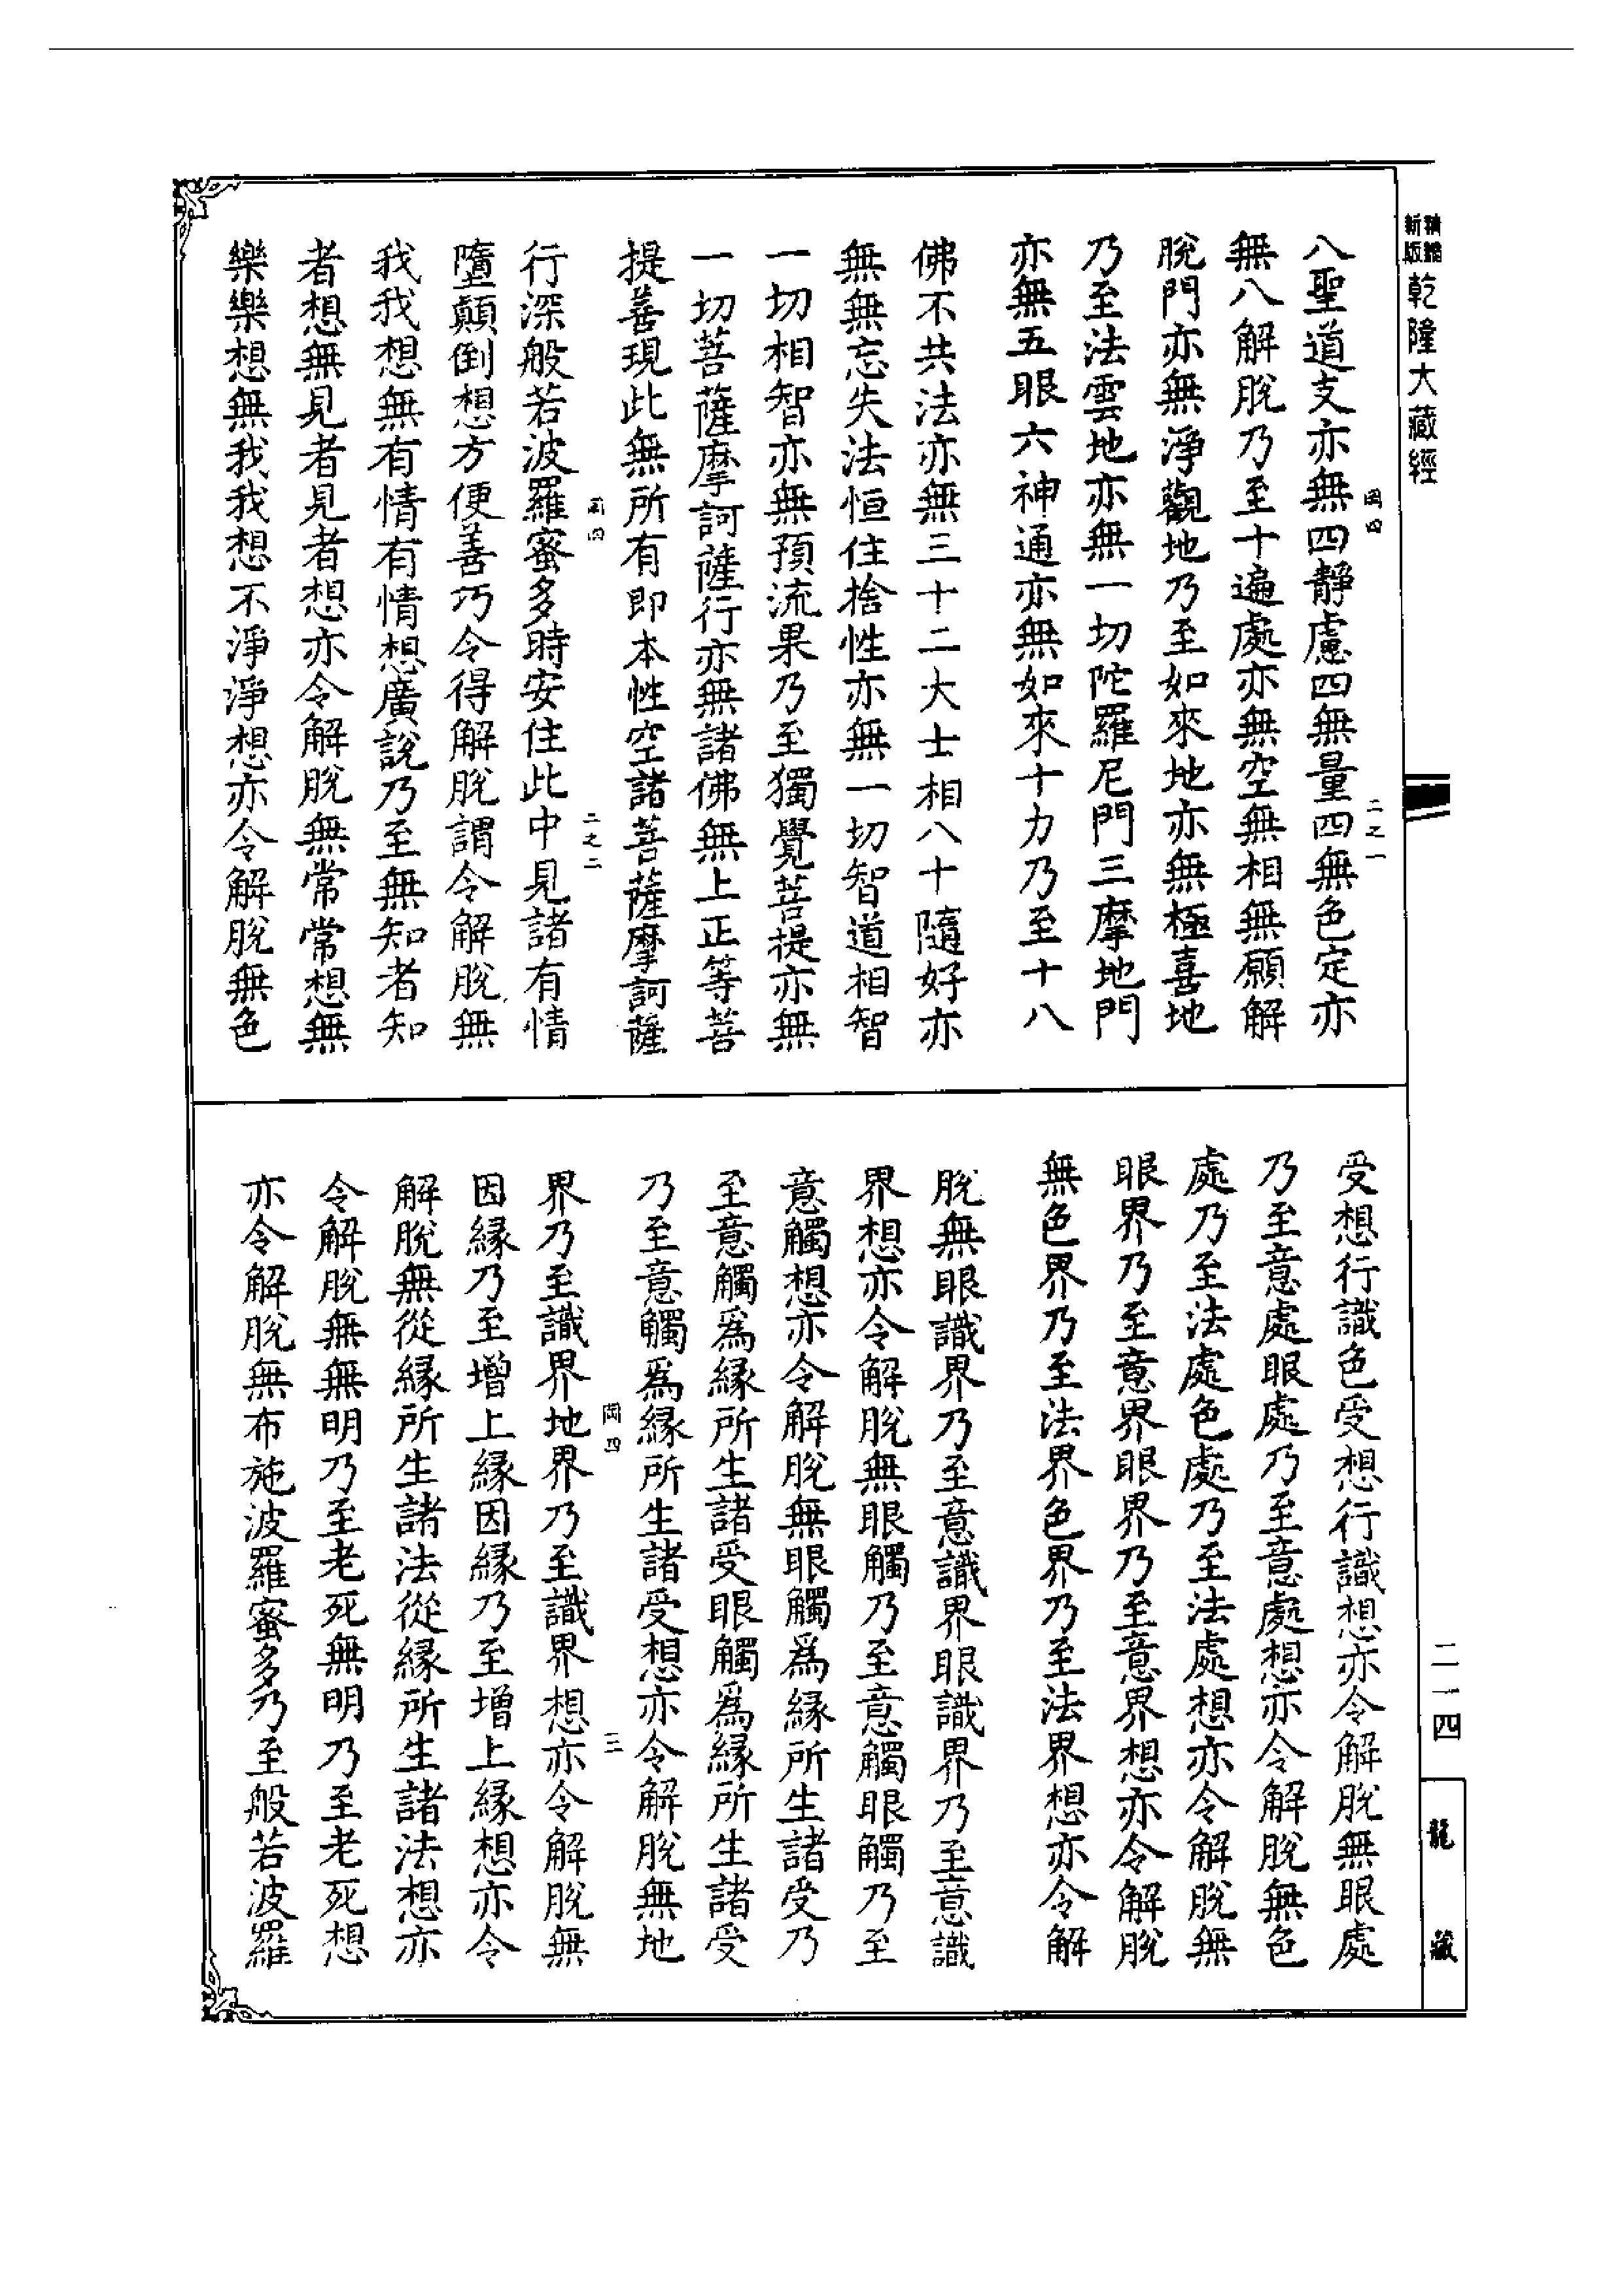 新版
精縮
乾隆大藏經
八聖道支亦無四靜慮四無量四無色定亦
無八解脫乃至十遍處亦無空無相無願解
脫門亦無淨觀地乃至如來地亦無極喜地
乃至法雲地亦無一切陀羅尼門三摩地門
亦無五眼六神通亦無如來十力乃至十八
佛不共法亦無三十二大士相八十隨好亦
無無忘失法恒住捨性亦無一切智道相智
一切相智亦無預流果乃至獨覺菩提亦無
一切菩薩摩訶薩行亦無諸佛無上正等菩
提善現此無所有即本性空諸菩薩摩訶薩
行深般若波羅蜜多時安住此中見諸有情
墮顛倒想方便善巧令得解脫謂令解脫無
我我想無有情有情想廣說乃至無知者知
者想無見者見者想亦令解脫無常常想無
樂樂想無我我想不淨淨想亦令解脫無色
岡四
二之一
岡四
二之二
受想行識色受想行識想亦令解脫無眼處
乃至意處眼處乃至意處想亦令解脫無色
處乃至法處色處乃至法處想亦令解脫無
眼界乃至意界眼界乃至意界想亦令解脫
無色界乃至法界色界乃至法界想亦令解
脫無眼識界乃至意識界眼識界乃至意識
界想亦令解脫無眼觸乃至意觸眼觸乃至
意觸想亦令解脫無眼觸爲緣所生諸受乃
至意觸爲緣所生諸受眼觸爲緣所生諸受
乃至意觸爲緣所生諸受想亦令解脫無地
界乃至識界地界乃至識界想亦令解脫無
因緣乃至增上緣因緣乃至增上緣想亦令
解脫無從緣所生諸法從緣所生諸法想亦
令解脫無無明乃至老死無明乃至老死想
亦令解脫無布施波羅蜜多乃至般若波羅
岡四
三
二一四
龍藏